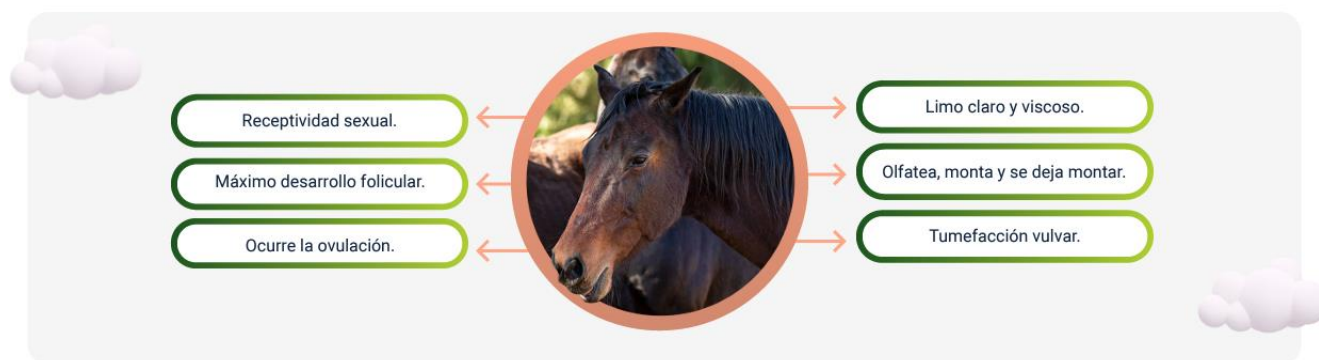 Receptividad sexual.
Máximo desarrollo folicular.
Ocurre la ovulación.
Limo claro y viscoso.
Olfatea, monta y se deja montar.
Tumefacción vulvar.